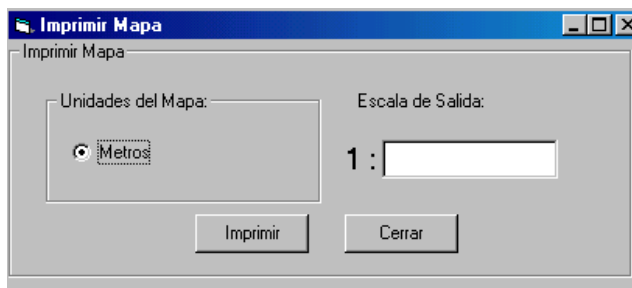 Imprimir Mapa
Imprimir Mapa
Unidades del Mapa:
Escala de Salida:
Metros
1 :
Imprimir
Cerrar